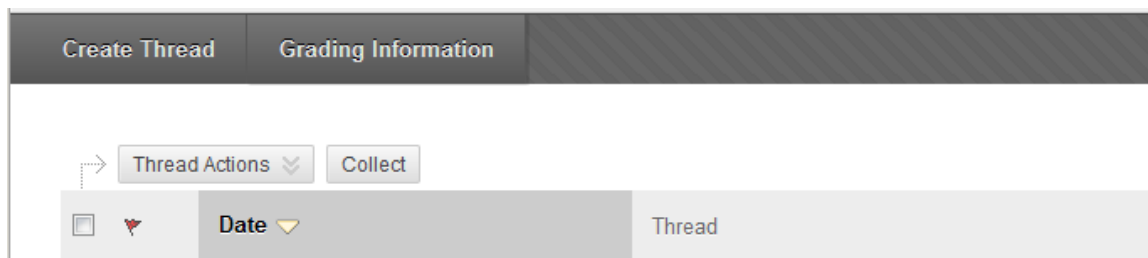 Create Thread Grading Information
Thread Actions Collect
Date Thread